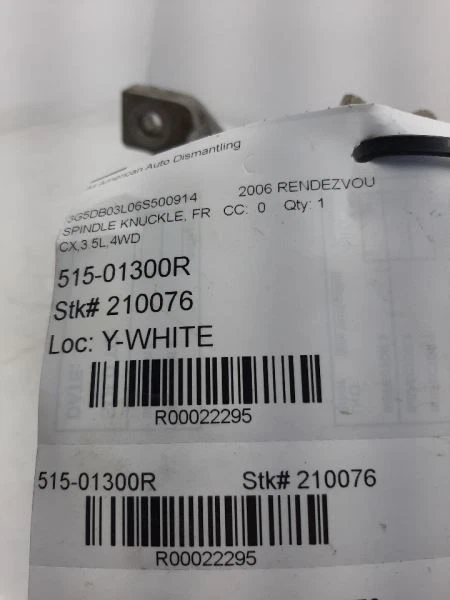 American Auto Dismantling
3G5DB03L06S500914 2006 RENDEZVOU
SPINDLE KNUCKLE, FR CC: 0 Qty: 1
CX,3.5L,4WD
515-01300R
Stk# 210076
Loc: Y-WHITE
R00022295
515-01300R Stk# 210076
R00022295